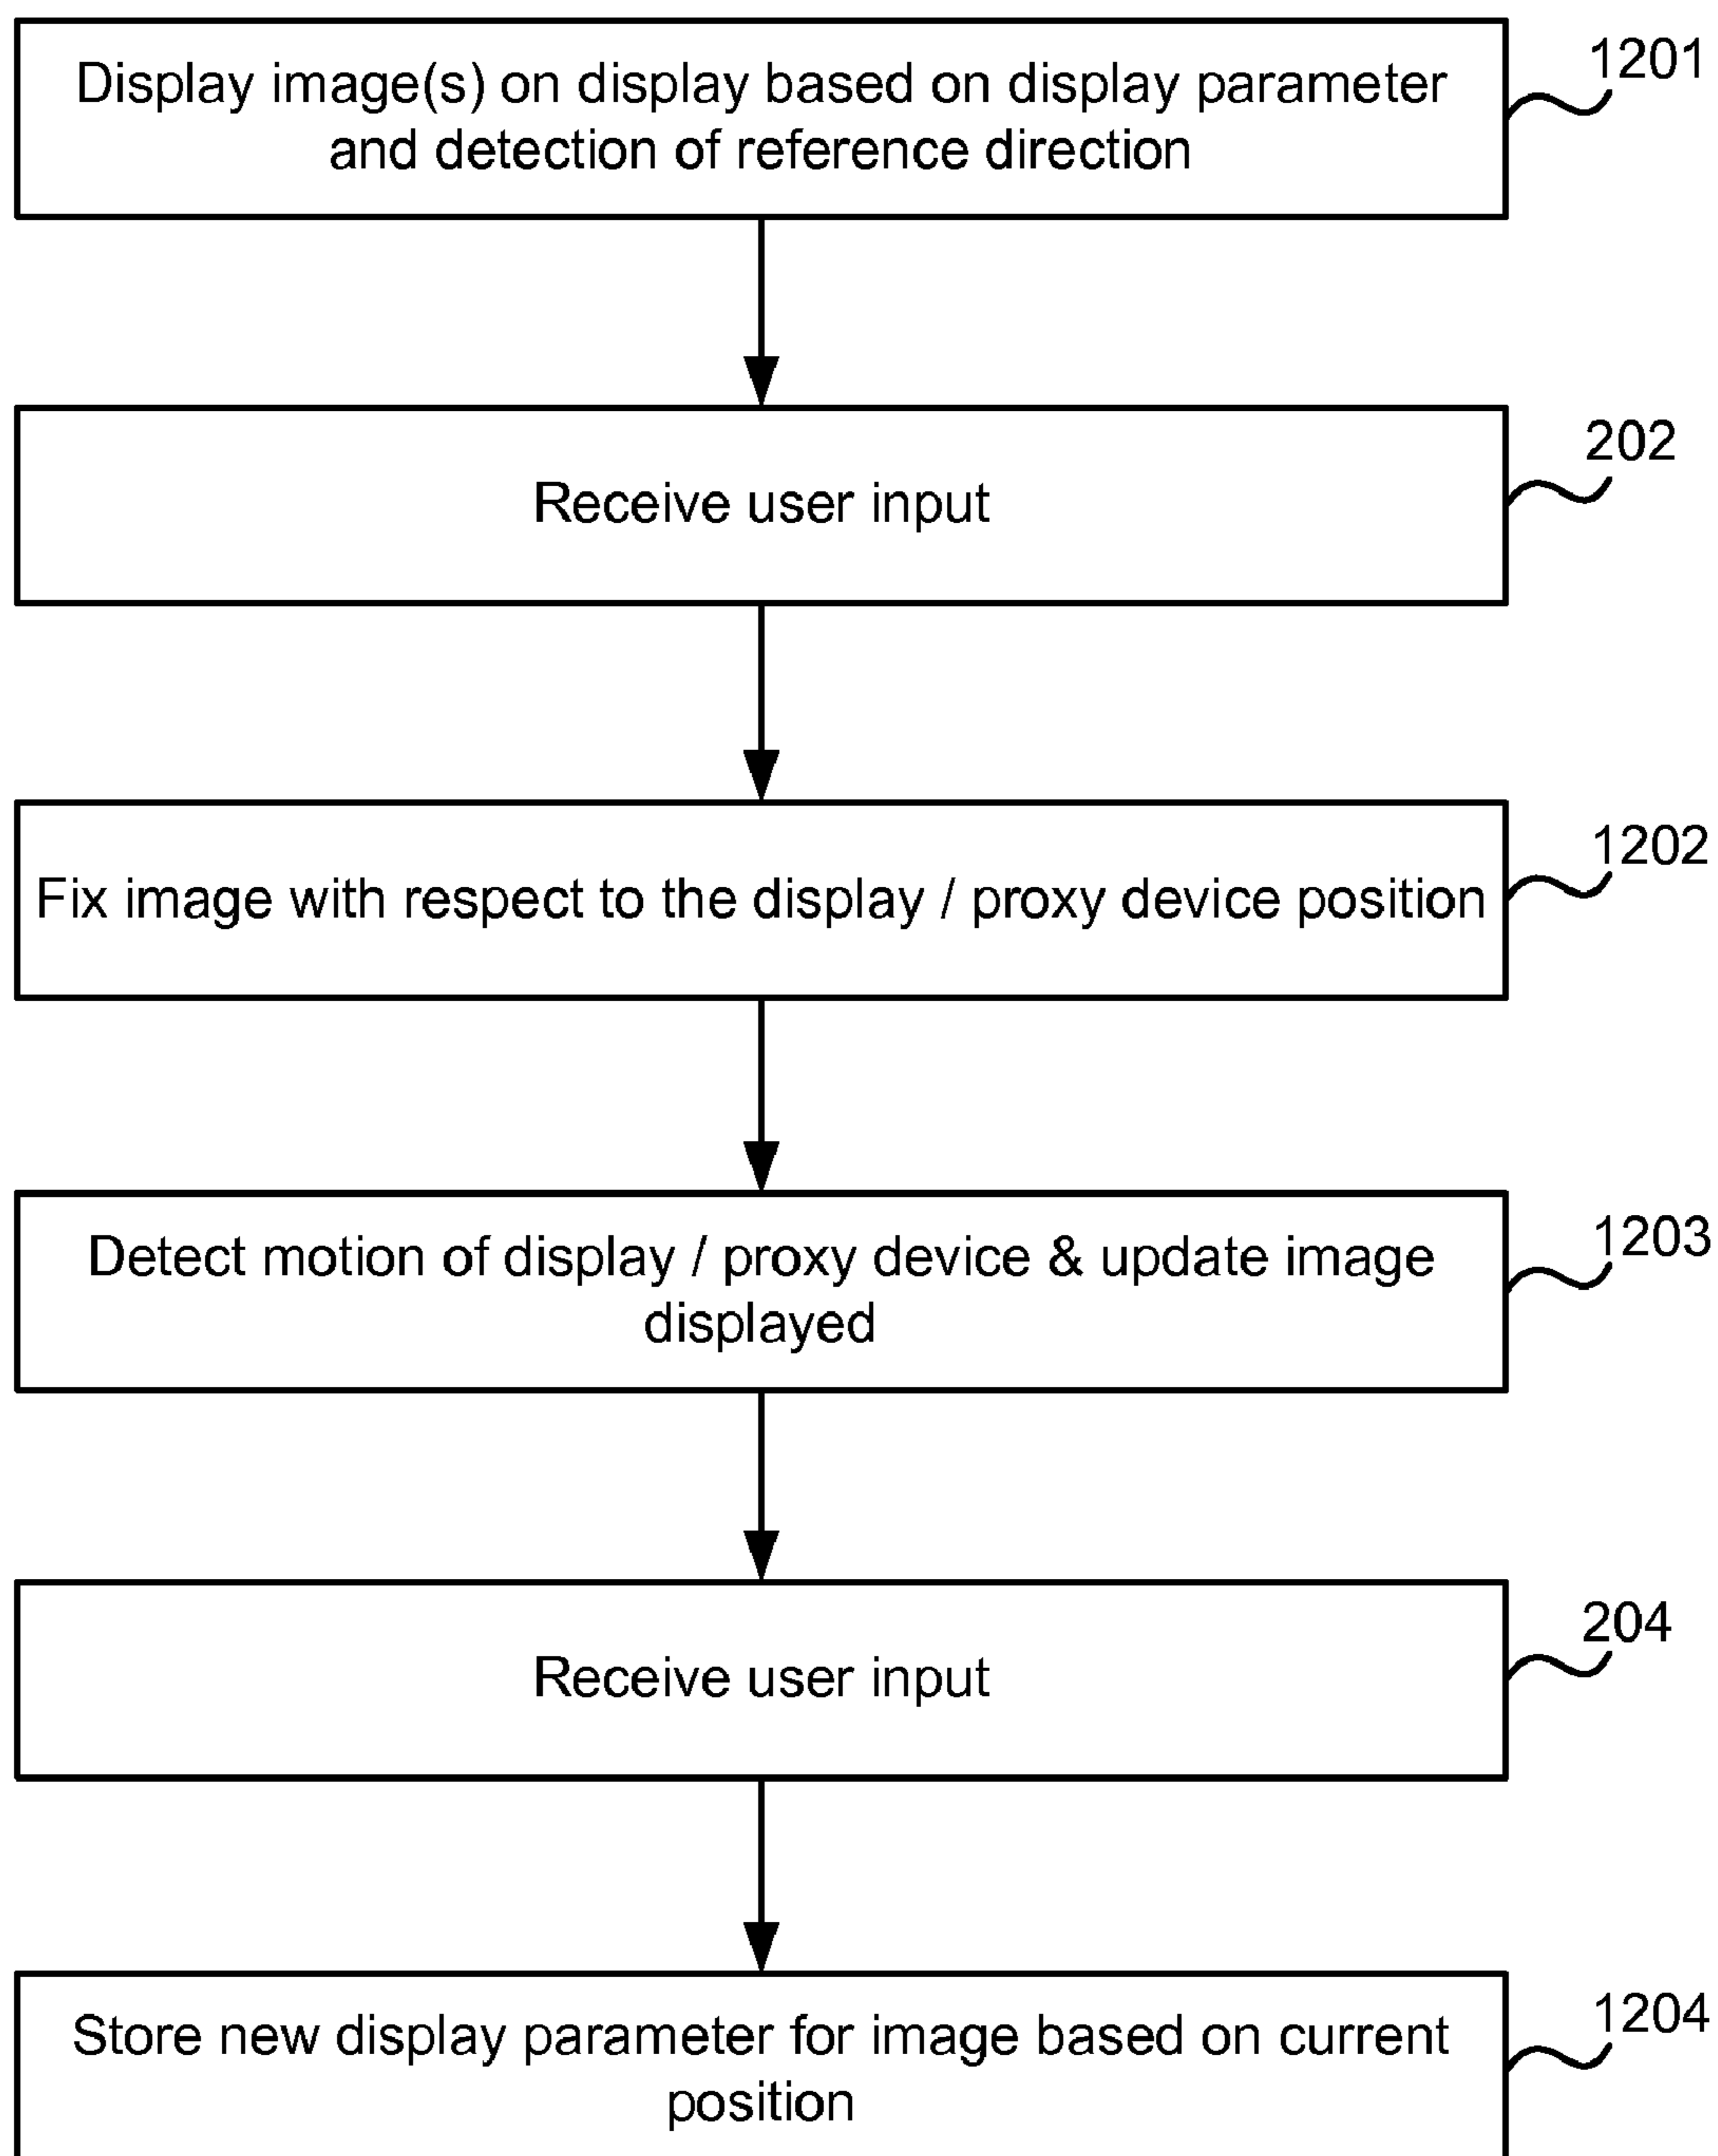 Display image(s) on display based on display parameter
and detection of reference direction
1201
Receive user input
202
Fix image with respect to the display / proxy device position
1202
Detect motion of display / proxy device & update image
displayed
1203
Receive user input
204
Store new display parameter for image based on current
position
1204